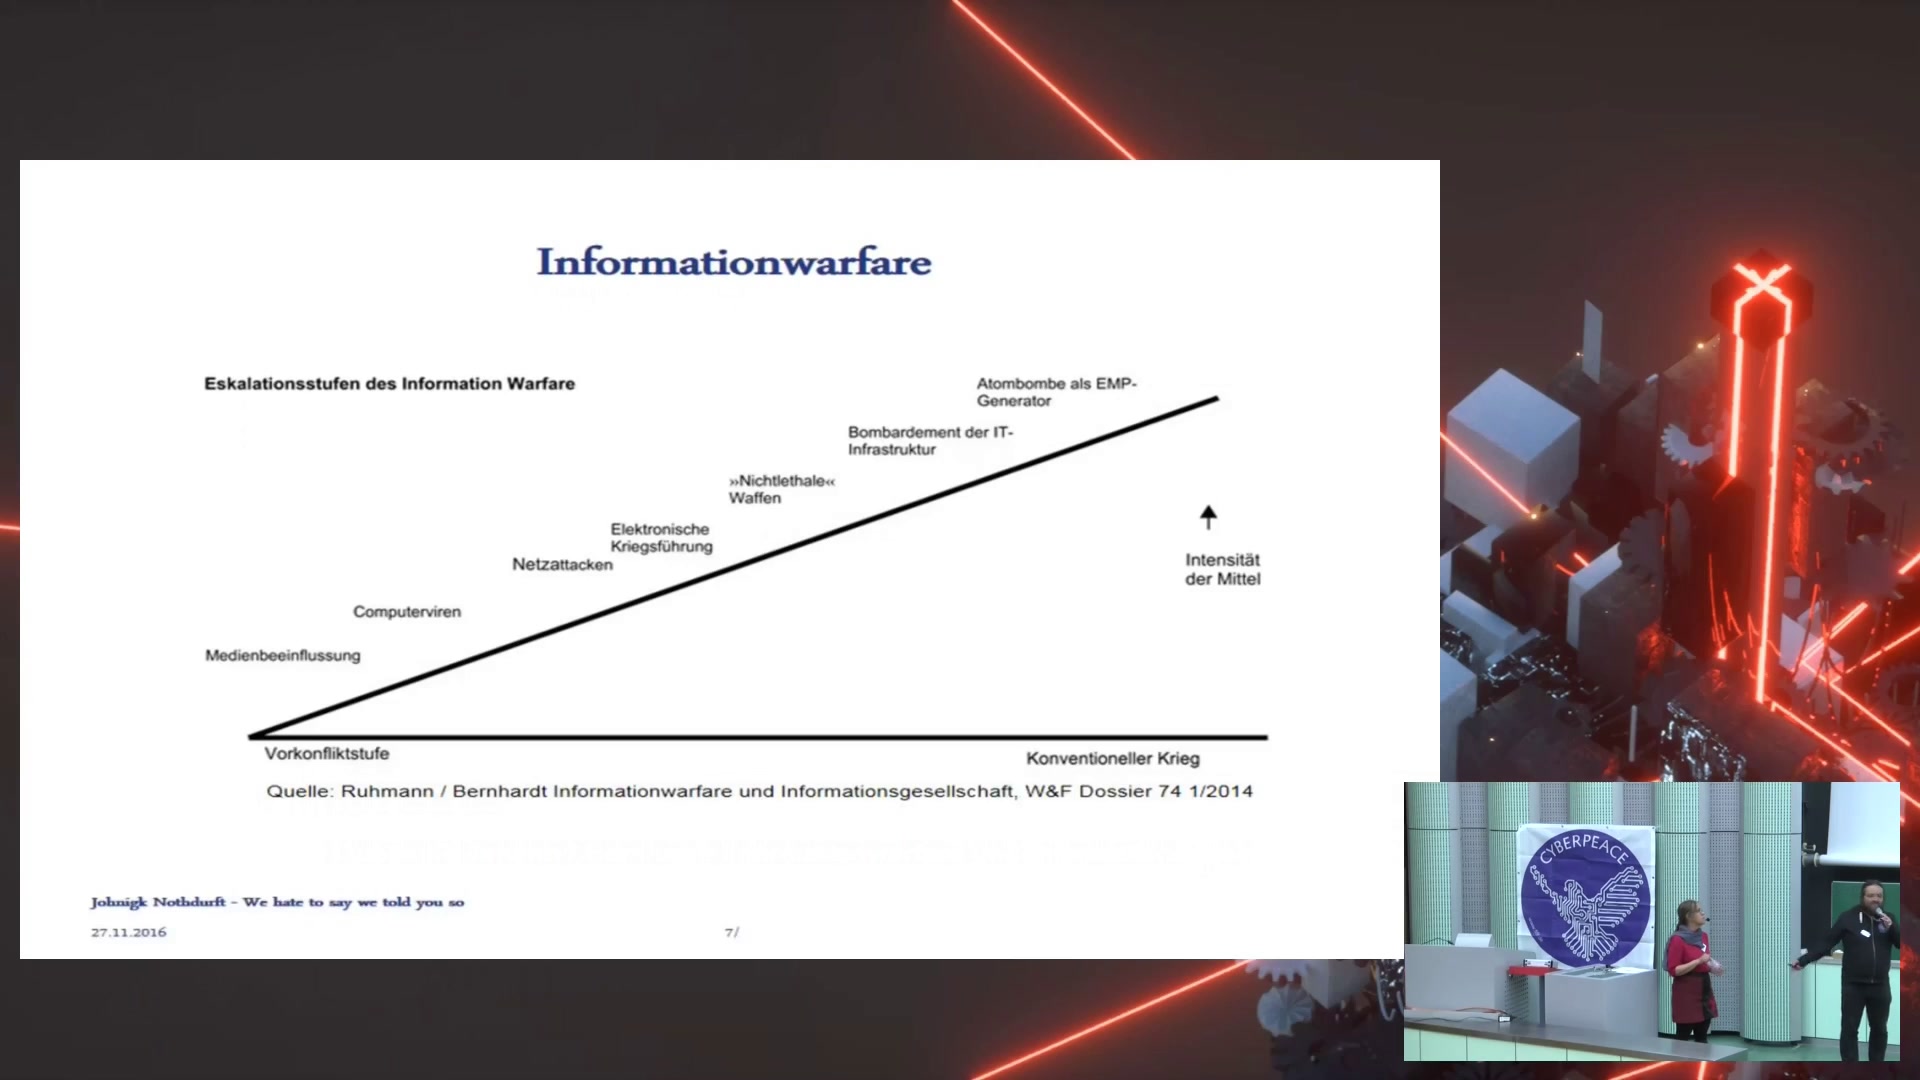 Informationwarfare
Eskalationsstufen des Information Warfare
Atombombe als EMP-
Generator
Bombardement der IT-
Infrastruktur
»Nichtlethale«
Waffen
Elektronische
Kriegsführung
Netzattacken
Intensität
der Mittel
Computerviren
Medienbeeinflussung
Vorkonfliktstufe
Konventioneller Krieg
Quelle: Ruhmann / Bernhardt Informationwarfare und Informationsgesellschaft, W&F Dossier 74 1/2014
Johnigk Nothdurft - We hate to say we told you so
27.11.2016
7/
CYBERPEACE